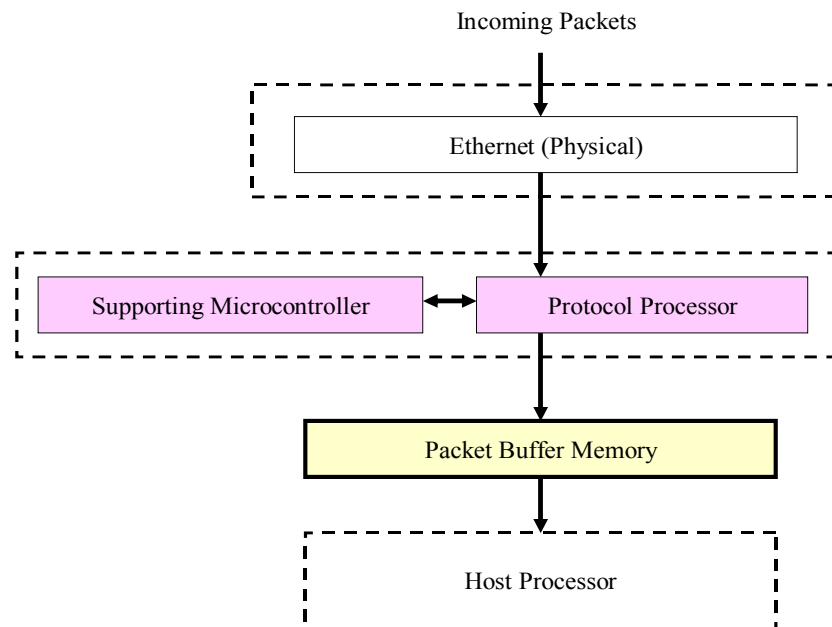 Incoming Packets
Ethernet (Physical)
Supporting Microcontroller
Protocol Processor
Packet Buffer Memory
Host Processor